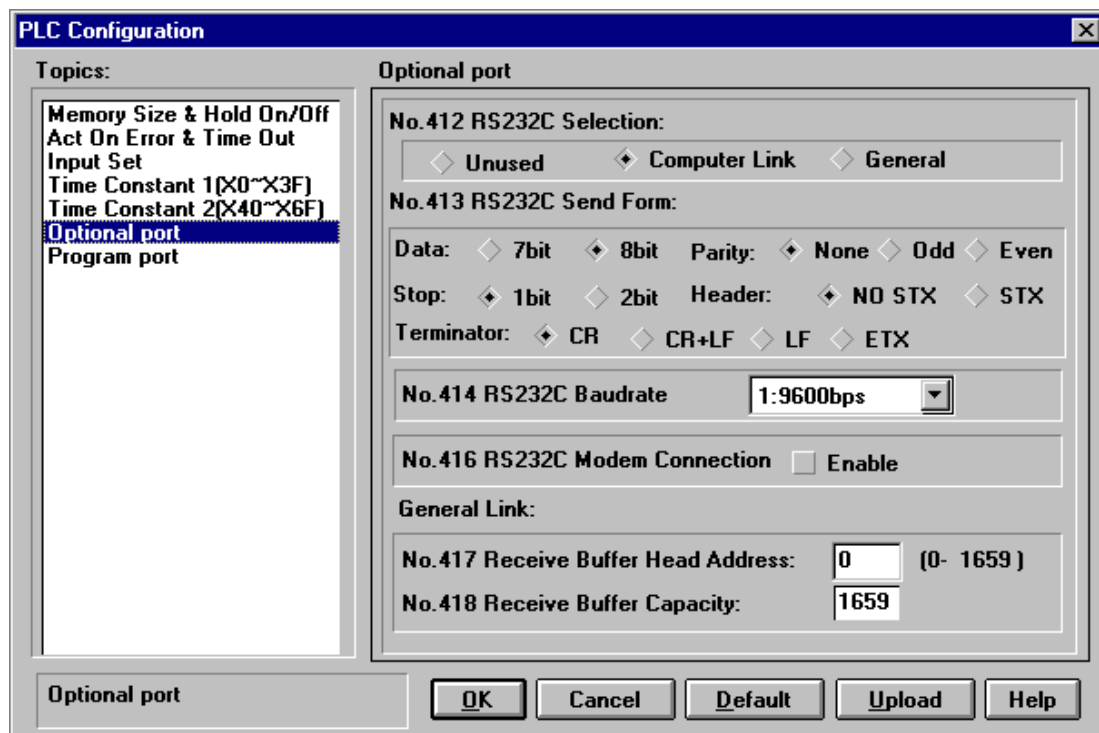 PLC Configuration
Topics:
Memory Size & Hold On/Off
Act On Error & Time Out
Input Set
Time Constant 1(X0~X3F)
Time Constant 2(X40~X6F)
Optional port
Program port
Optional port
No.412 RS232C Selection:
Unused Computer Link General
No.413 RS232C Send Form:
Data: 7bit 8bit Parity: None Odd Even
Stop: 1bit 2bit Header: NO STX STX
Terminator: CR CR+LF LF ETX
No.414 RS232C Baudrate 1:9600bps
No.416 RS232C Modem Connection Enable
General Link:
No.417 Receive Buffer Head Address: 0 (0- 1659 )
No.418 Receive Buffer Capacity: 1659
Optional port
OK Cancel Default Upload Help